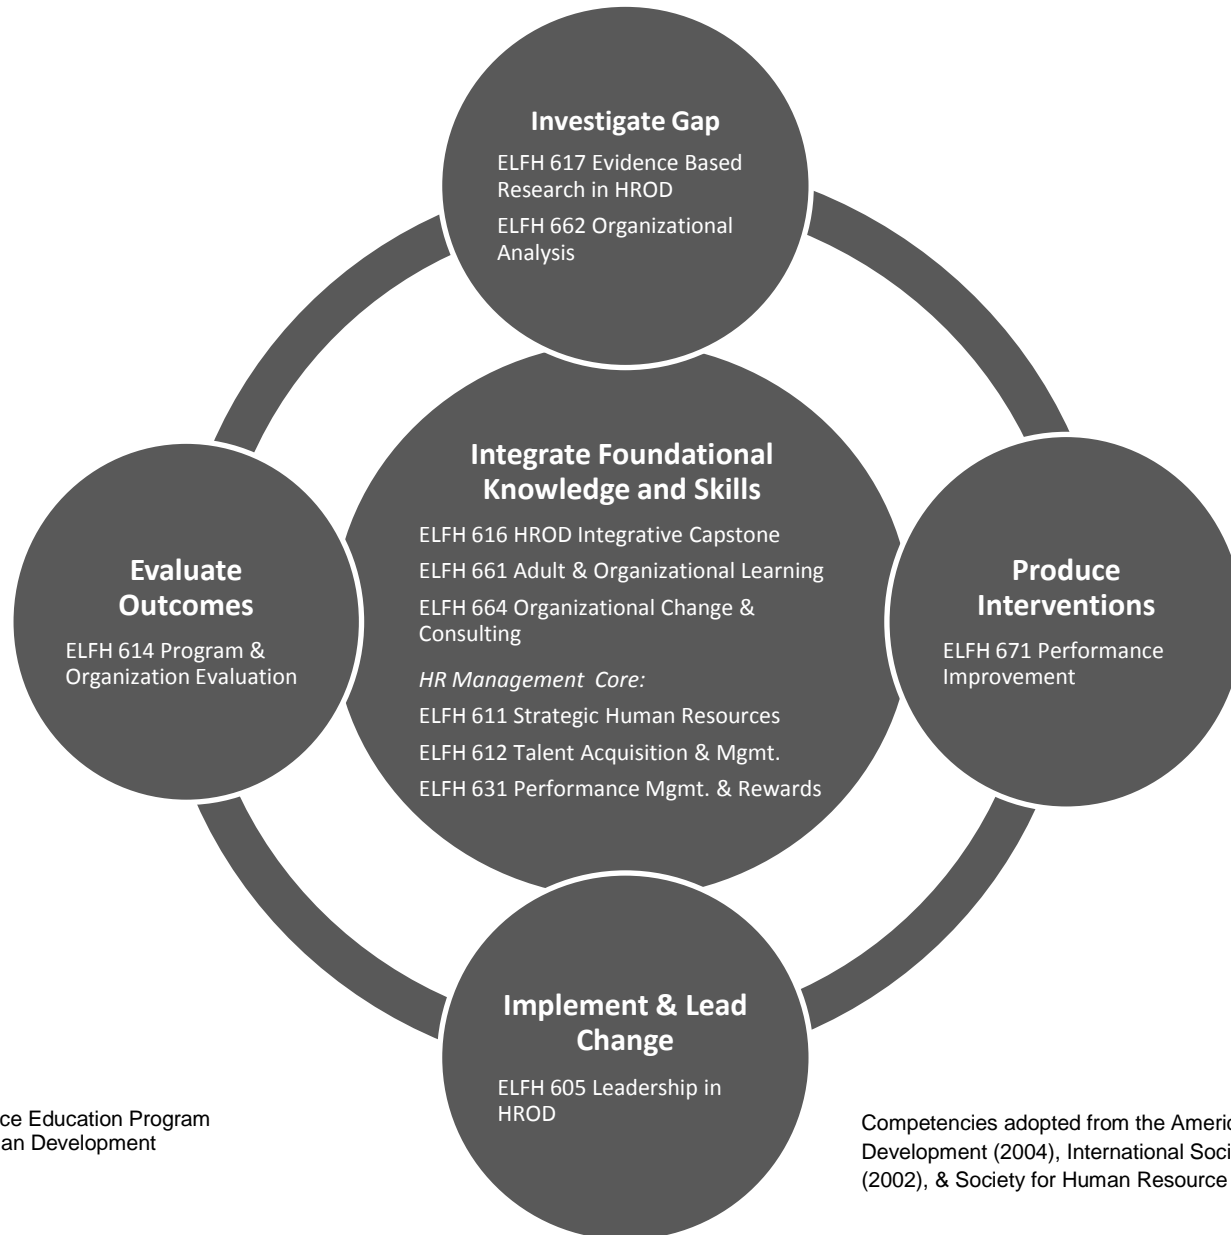 Investigate Gap
ELFH 617 Evidence Based
Research in HROD
ELFH 662 Organizational
Analysis
Integrate Foundational
Knowledge and Skills
ELFH 616 HROD Integrative Capstone
ELFH 661 Adult & Organizational Learning
ELFH 664 Organizational Change &
Consulting
HR Management Core:
ELFH 611 Strategic Human Resources
ELFH 612 Talent Acquisition & Mgmt.
ELFH 631 Performance Mgmt. & Rewards
Evaluate
Outcomes
ELFH 614 Program &
Organization Evaluation
Produce
Interventions
ELFH 671 Performance
Improvement
Implement & Lead
Change
ELFH 605 Leadership in
HROD
Education Program
Development
Competencies adopted from the
Development (2004), International
(2002), & Society for Human Resource